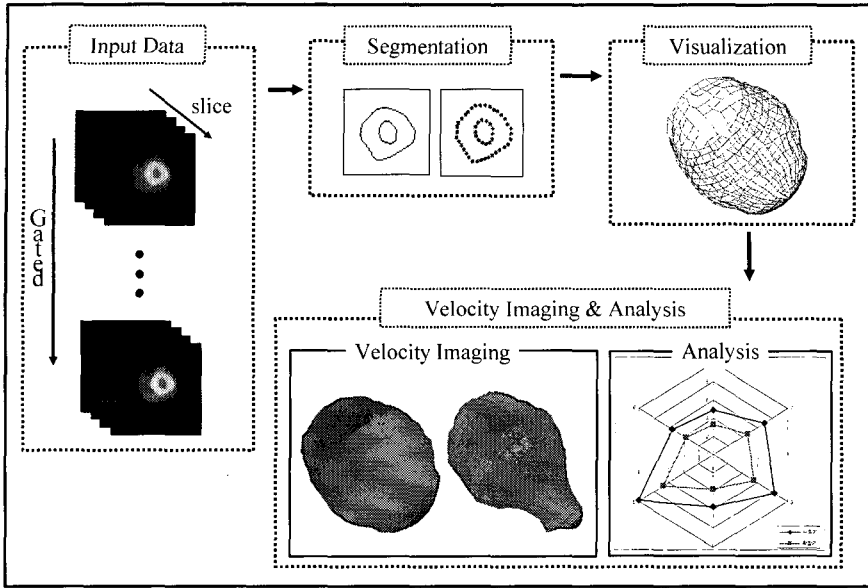 Input Data
slice
Gated
Segmentation
Visualization
Velocity Imaging & Analysis
Velocity Imaging
Analysis